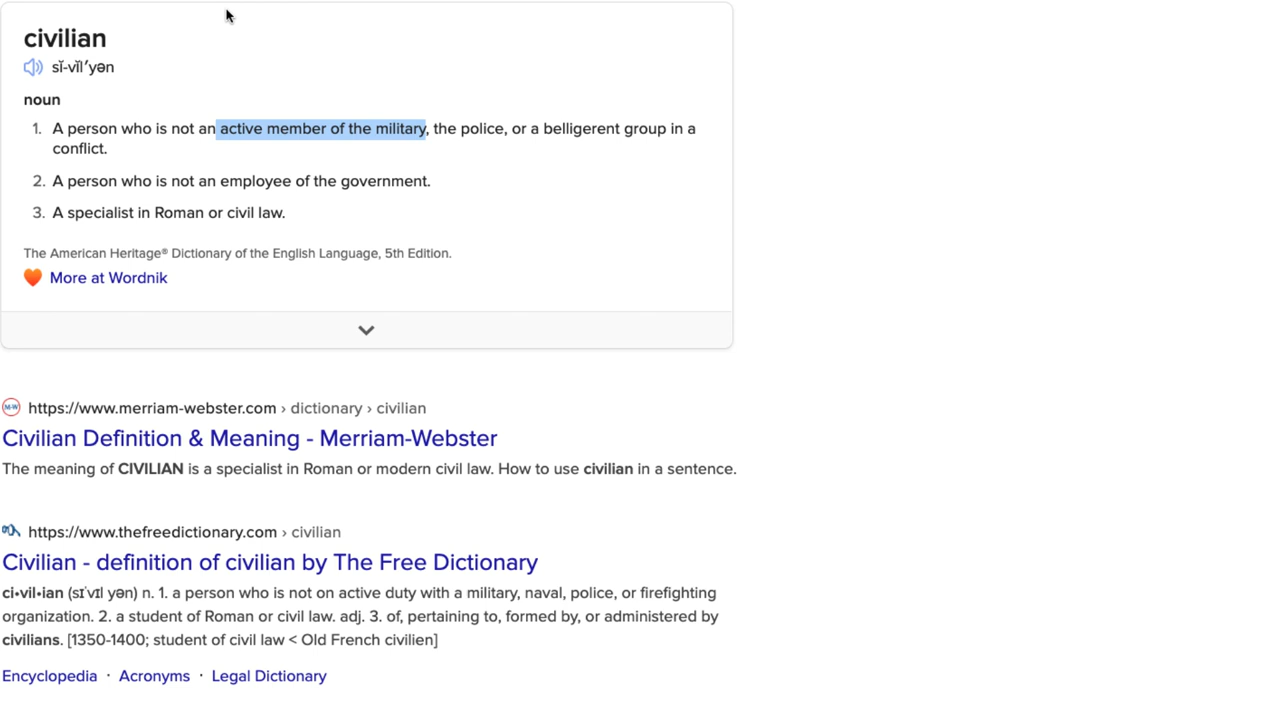 civilian
sĭ-vĭl′yən
noun
1. A person who is not an active member of the military, the police, or a belligerent group in a
conflict.
2. A person who is not an employee of the government.
3. A specialist in Roman or civil law.
The American Heritage® Dictionary of the English Language, 5th Edition.
More at Wordnik
M-W https://www.merriam-webster.com › dictionary › civilian
Civilian Definition & Meaning - Merriam-Webster
The meaning of CIVILIAN is a specialist in Roman or modern civil law. How to use civilian in a sentence.
https://www.thefreedictionary.com › civilian
Civilian - definition of civilian by The Free Dictionary
ci•vil•ian (sɪˈvɪl yən) n. 1. a person who is not on active duty with a military, naval, police, or firefighting
organization. 2. a student of Roman or civil law. adj. 3. of, pertaining to, formed by, or administered by
civilians. [1350-1400; student of civil law < Old French civilien]
Encyclopedia · Acronyms · Legal Dictionary